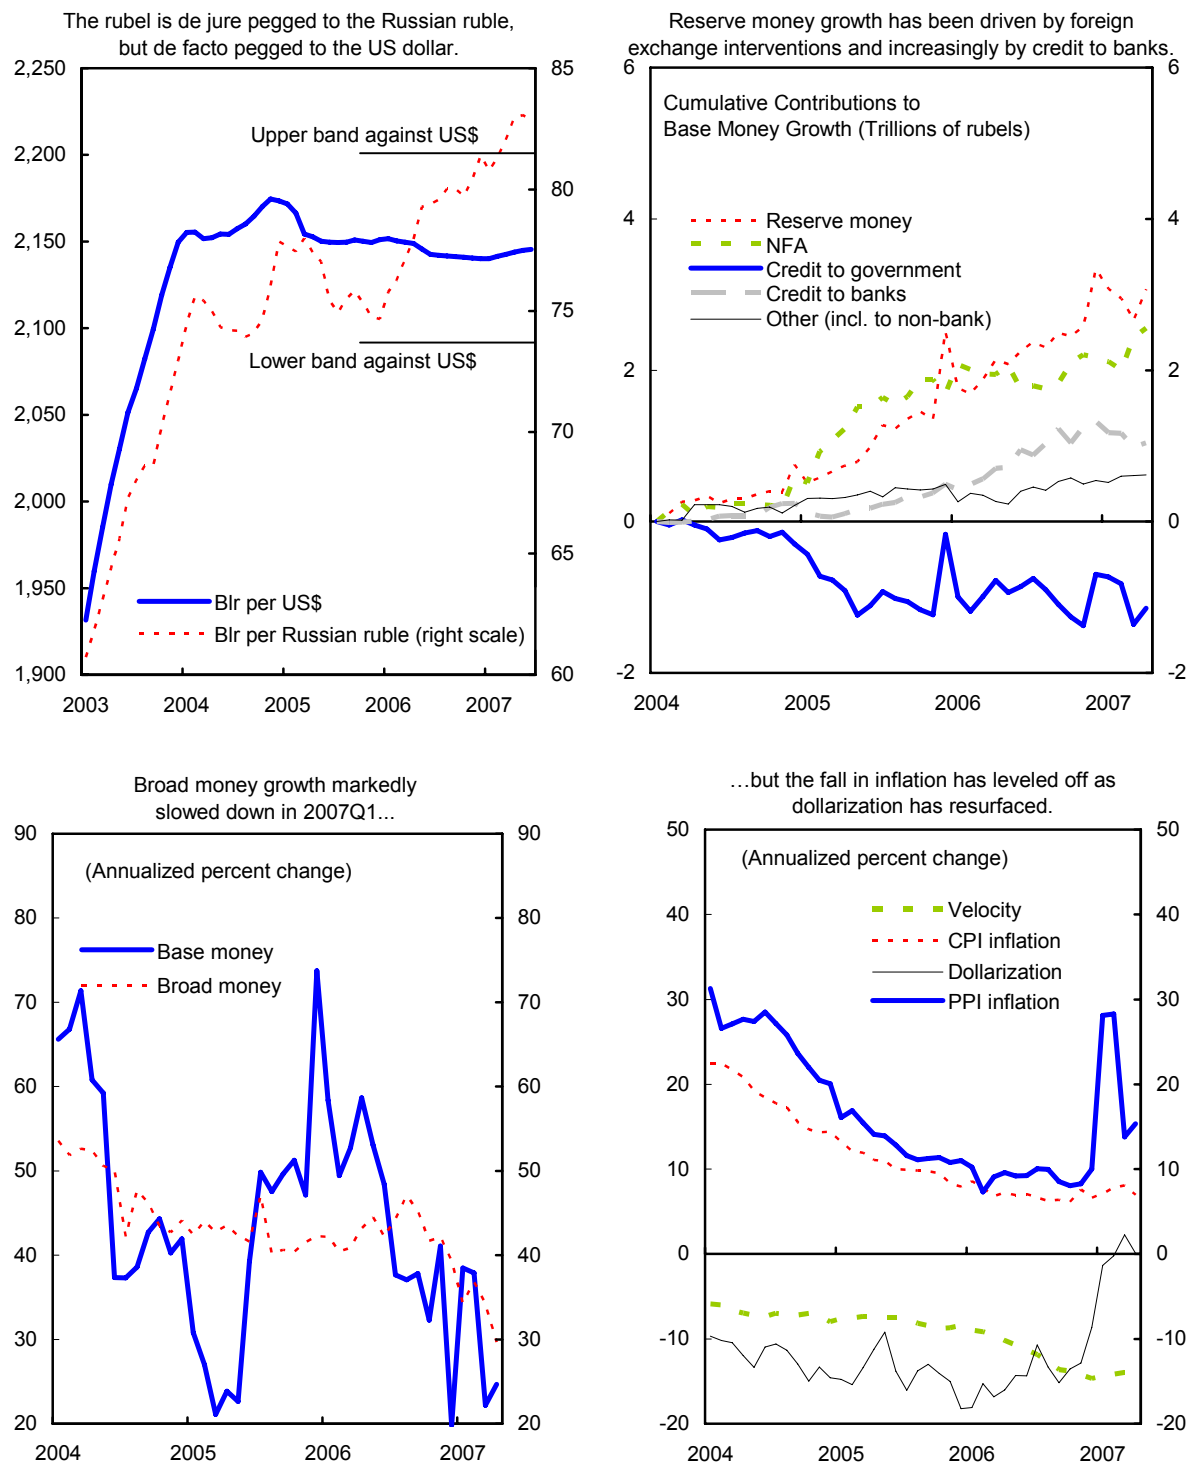 The rubel is de jure pegged to the Russian ruble,
but de facto pegged to the US dollar.
2,250
2,200
2,150
2,100
2,050
2,000
1,950
1,900
85
80
75
70
65
60
Upper band against US$
Lower band against US$
Blr per US$
Blr per Russian ruble (right scale)
2003 2004 2005 2006 2007
Reserve money growth has been driven by foreign
exchange interventions and increasingly by credit to banks.
6
4
2
0
-2
6
4
2
0
-2
Cumulative Contributions to
Base Money Growth (Trillions of rubels)
Reserve money
NFA
Credit to government
Credit to banks
Other (incl. to non-bank)
2004 2005 2006 2007
Broad money growth markedly
slowed down in 2007Q1...
90
80
70
60
50
40
30
20
90
80
70
60
50
40
30
20
(Annualized percent change)
Base money
Broad money
2004 2005 2006 2007
…but the fall in inflation has leveled off as
dollarization has resurfaced.
50
40
30
20
10
0
-10
-20
50
40
30
20
10
0
-10
-20
(Annualized percent change)
Velocity
CPI inflation
Dollarization
PPI inflation
2004 2005 2006 2007